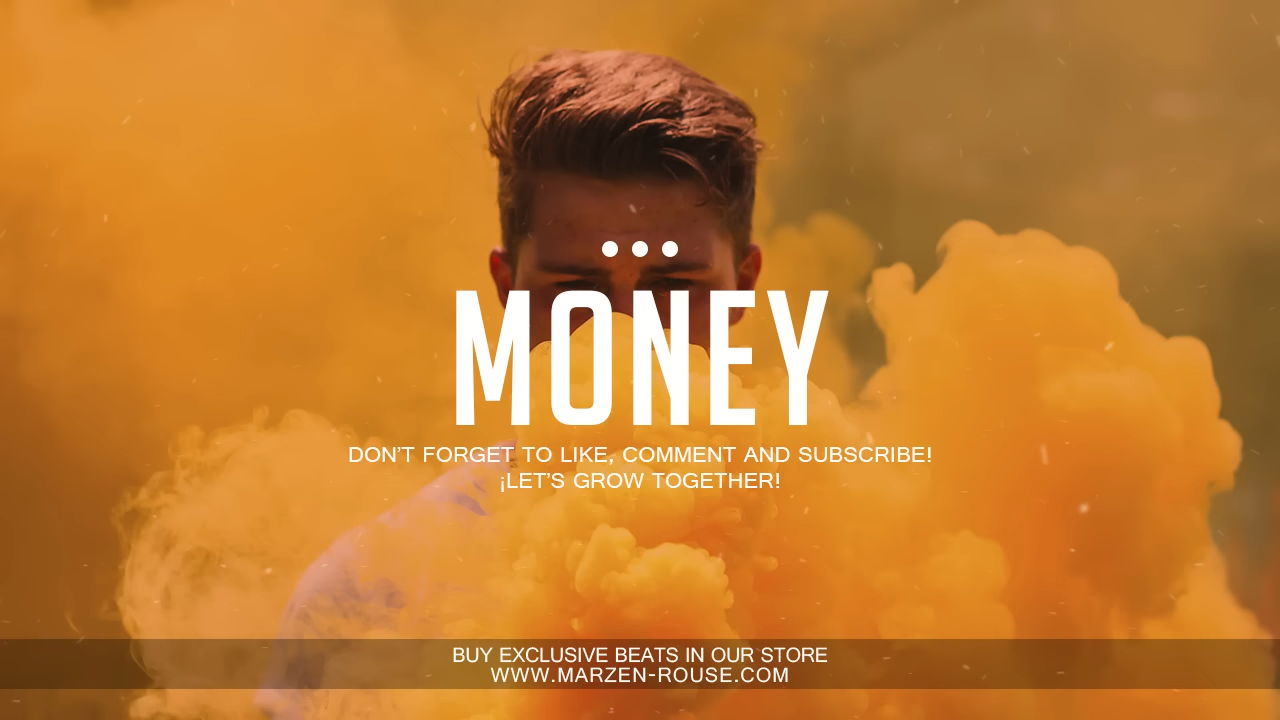 MONEY
DON'T FORGET TO LIKE, COMMENT AND SUBSCRIBE!
¡LET'S GROW TOGETHER!
BUY EXCLUSIVE BEATS IN OUR STORE
WWW.MARZEN-ROUSE.COM